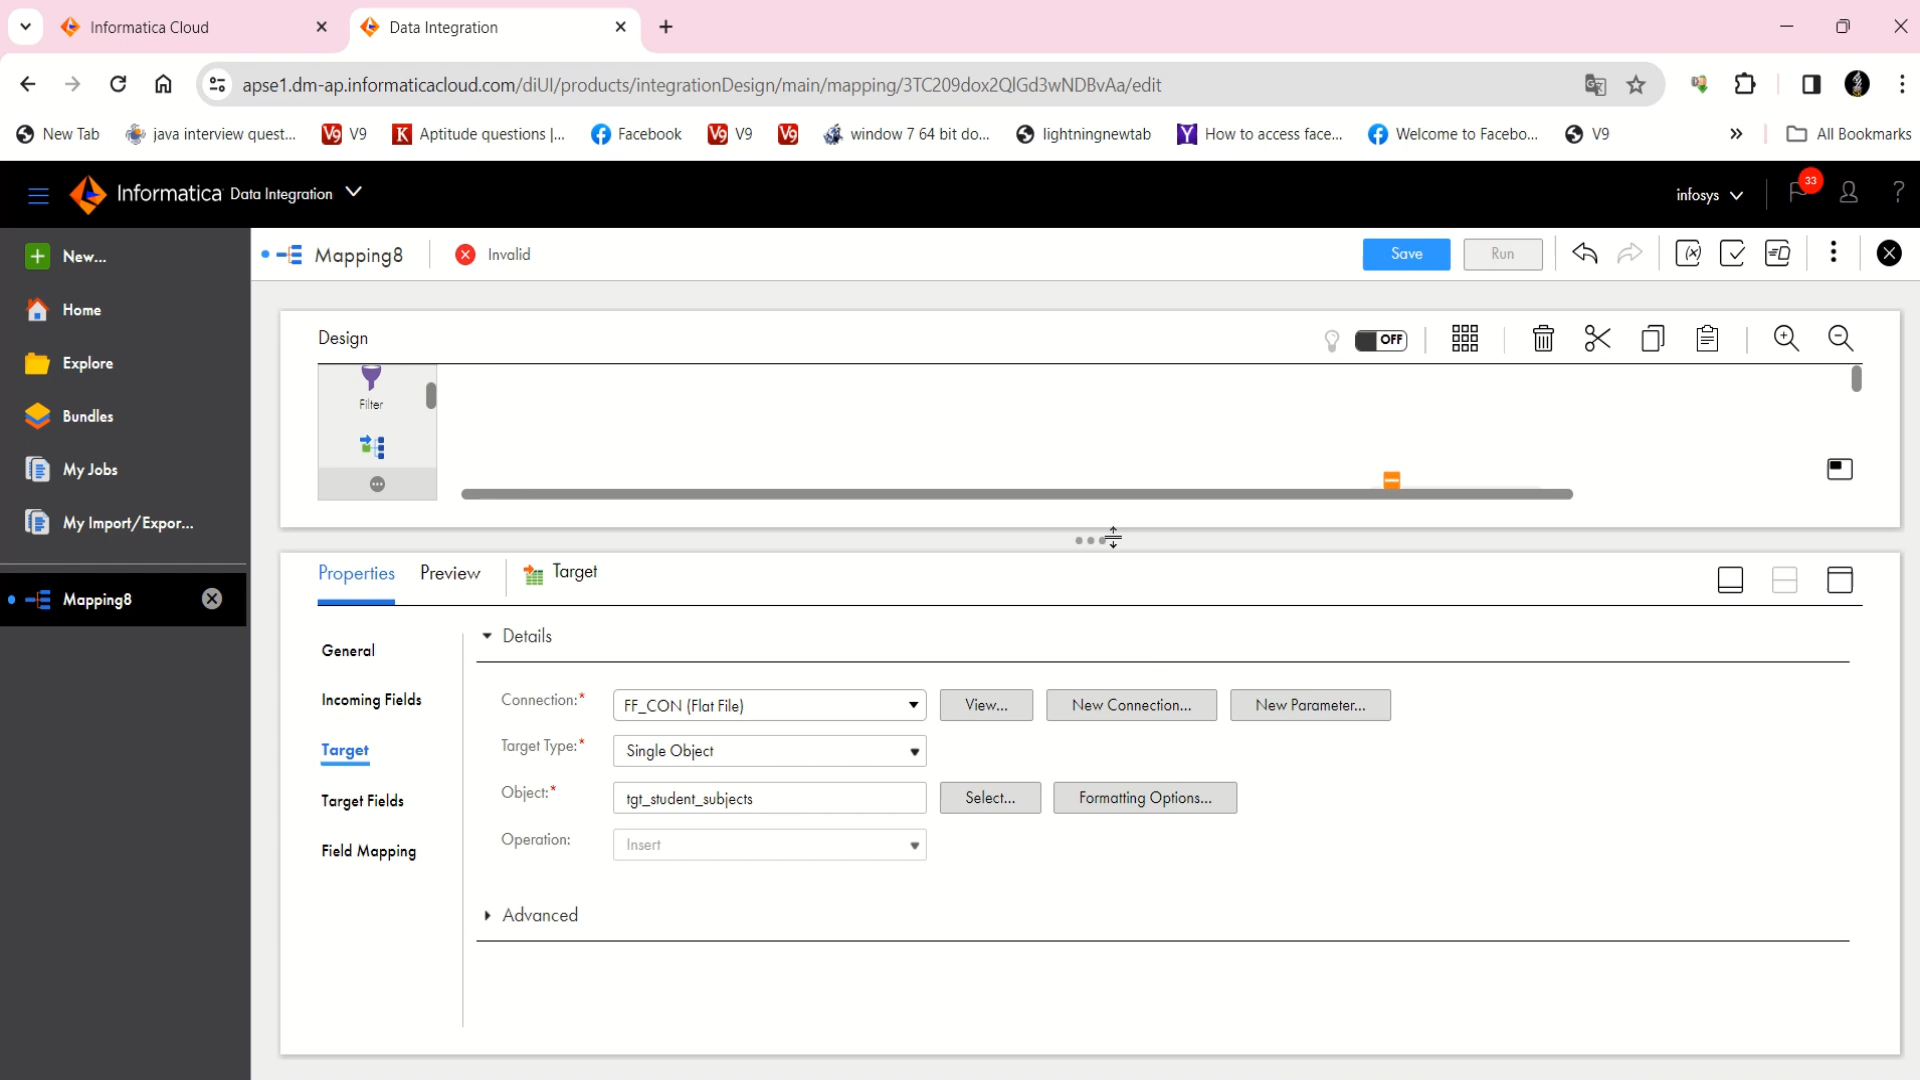 Informatica Cloud
Data Integration
apse1.dm-ap.informaticacloud.com/diUI/products/integrationDesign/main/mapping/3TC209dox2QlGd3wNDBvAa/edit
New Tab java interview quest... V9 Aptitude questions |... Facebook V9 window 7 64 bit do... lightningnewtab How to access face... Welcome to Facebo... V9 » All Bookmarks
Informatica Data Integration infosys 33 ?
New...
Home
Explore
Bundles
My Jobs
My Import/Expor...
Mapping8
Mapping8 Invalid Save Run
Design OFF
Filter
Properties Preview Target
General
Incoming Fields
Target
Target Fields
Field Mapping
Details
Connection:* FF_CON (Flat File) View... New Connection... New Parameter...
Target Type:* Single Object
Object:* tgt_student_subjects Select... Formatting Options...
Operation: Insert
Advanced